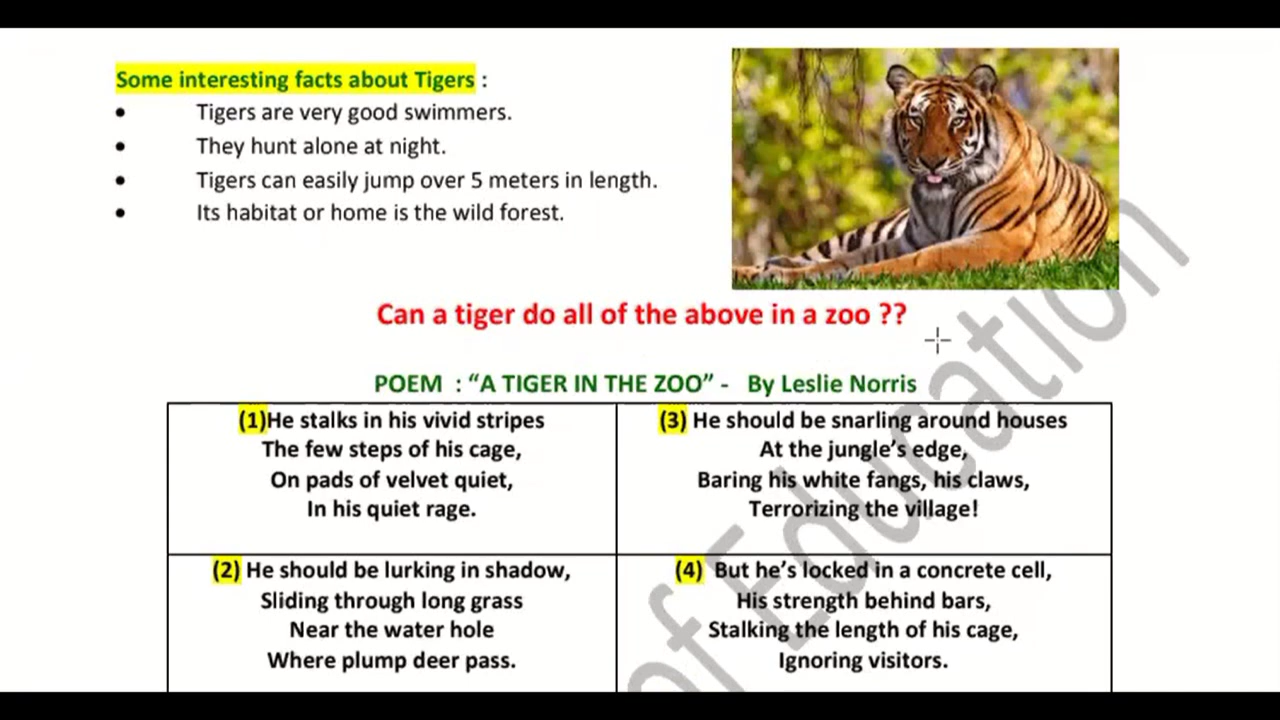 Some interesting facts about Tigers :
• Tigers are very good swimmers.
• They hunt alone at night.
• Tigers can easily jump over 5 meters in length.
• Its habitat or home is the wild forest.
Can a tiger do all of the above in a zoo ??
POEM : “A TIGER IN THE ZOO” - By Leslie Norris
(1)He stalks in his vivid stripes
The few steps of his cage,
On pads of velvet quiet,
In his quiet rage.
(2) He should be lurking in shadow,
Sliding through long grass
Near the water hole
Where plump deer pass.
(3) He should be snarling around houses
At the jungle’s edge,
Baring his white fangs, his claws,
Terrorizing the village!
(4) But he’s locked in a concrete cell,
His strength behind bars,
Stalking the length of his cage,
Ignoring visitors.
of Education